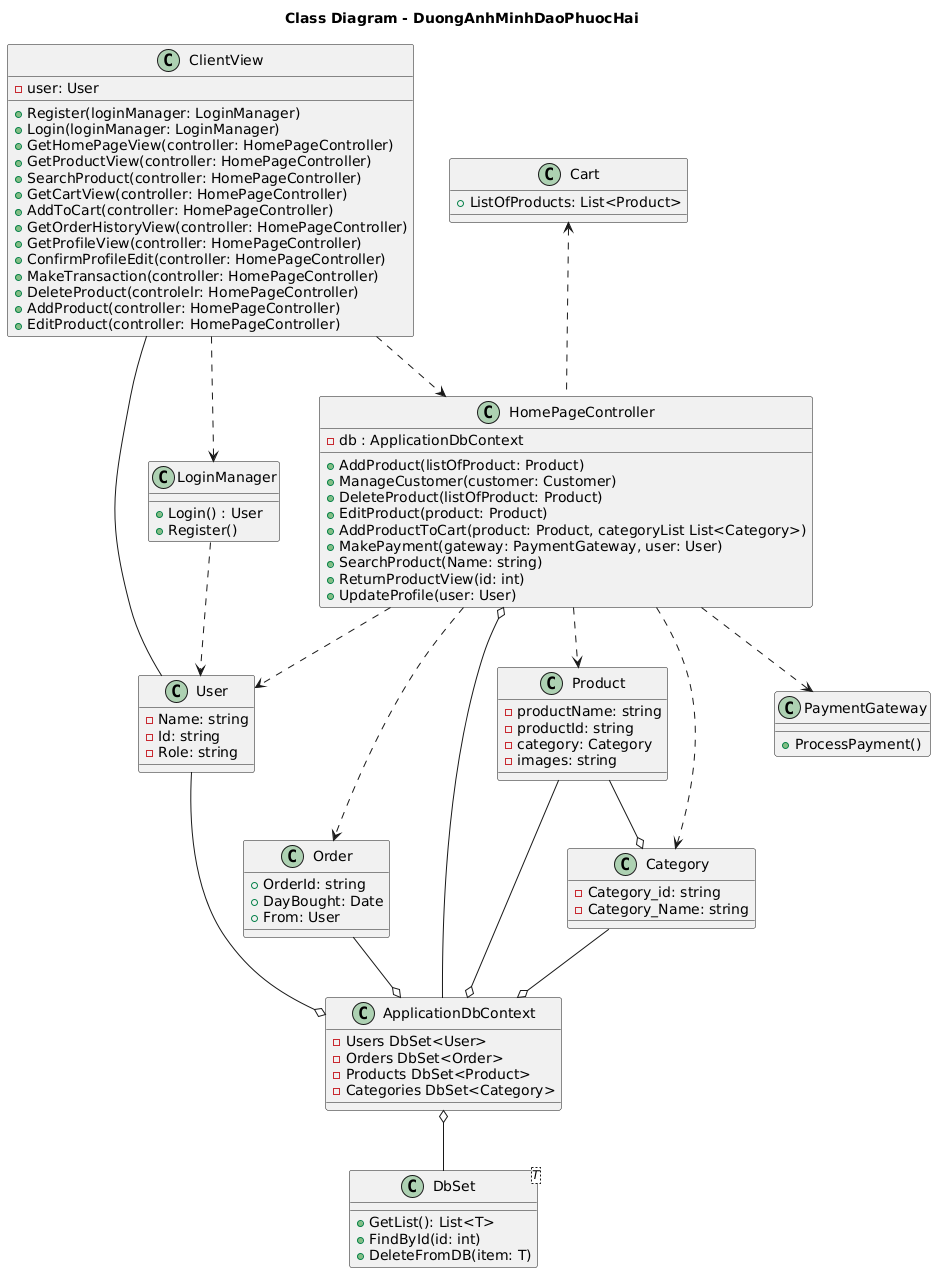 Class Diagram - DuongAnhMinhDaoPhuocHai
C ClientView
user: User
Register(loginManager: LoginManager)
Login(loginManager: LoginManager)
GetHomePageView(controller: HomePageController)
GetProductView(controller: HomePageController)
SearchProduct(controller: HomePageController)
GetCartView(controller: HomePageController)
AddToCart(controller: HomePageController)
GetOrderHistoryView(controller: HomePageController)
GetProfileView(controller: HomePageController)
ConfirmProfileEdit(controller: HomePageController)
MakeTransaction(controller: HomePageController)
DeleteProduct(controlelr: HomePageController)
AddProduct(controller: HomePageController)
EditProduct(controller: HomePageController)
C Cart
ListOfProducts: List<Product>
C HomePageController
db : ApplicationDbContext
AddProduct(listOfProduct: Product)
ManageCustomer(customer: Customer)
DeleteProduct(listOfProduct: Product)
EditProduct(product: Product)
AddProductToCart(product: Product, categoryList List<Category>)
MakePayment(gateway: PaymentGateway, user: User)
SearchProduct(Name: string)
ReturnProductView(id: int)
UpdateProfile(user: User)
C LoginManager
Login() : User
Register()
C User
Name: string
Id: string
Role: string
C Product
productName: string
productId: string
category: Category
images: string
C PaymentGateway
ProcessPayment()
C Order
OrderId: string
DayBought: Date
From: User
C Category
Category_id: string
Category_Name: string
C ApplicationDbContext
Users DbSet<User>
Orders DbSet<Order>
Products DbSet<Product>
Categories DbSet<Category>
C DbSet T
GetList(): List<T>
FindById(id: int)
DeleteFromDB(item: T)